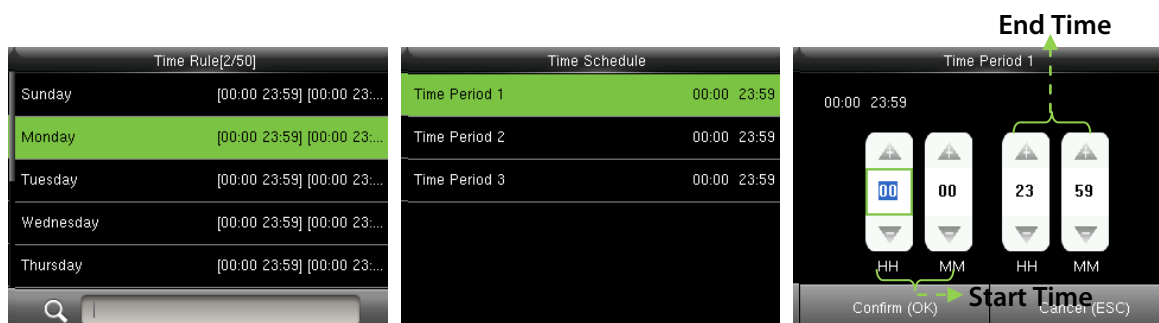 End Time
Time Rule[2/50]
Sunday [00:00 23:59] [00:00 23:...
Monday [00:00 23:59] [00:00 23:...
Tuesday [00:00 23:59] [00:00 23:...
Wednesday [00:00 23:59] [00:00 23:...
Thursday [00:00 23:59] [00:00 23:...
Time Schedule
Time Period 1 00:00 23:59
Time Period 2 00:00 23:59
Time Period 3 00:00 23:59
Time Period 1
00:00 23:59
00 00 23 59
HH MM HH MM
Start Time
Confirm (OK) Cancel (ESC)